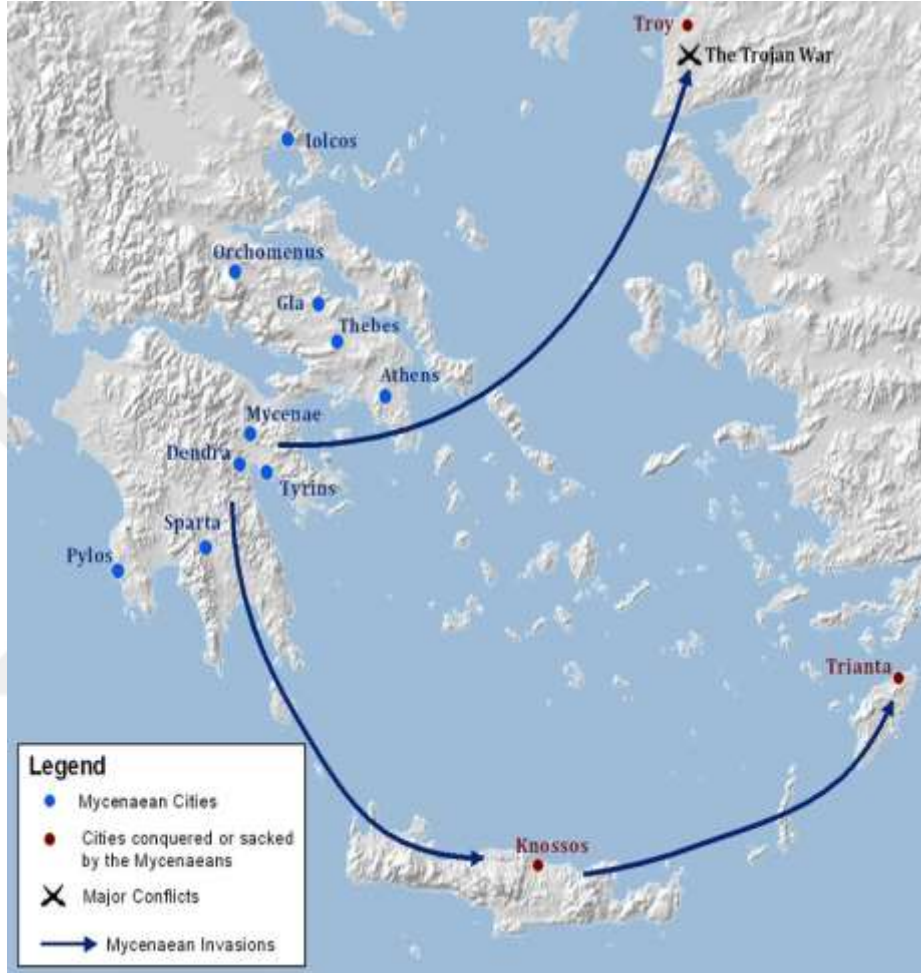 Troy
The Trojan War
Iolcos
Orchomenus
Gla
Thebes
Athens
Mycenae
Dendra
Tyrins
Sparta
Pylos
Trianta
Knossos
Legend
Mycenaean Cities
Cities conquered or sacked
by the Mycenaeans
Major Conflicts
Mycenaean Invasions